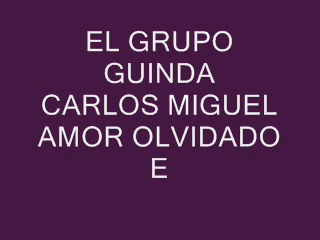 EL GRUPO
GUINDA
CARLOS MIGUEL
AMOR OLVIDADO
E